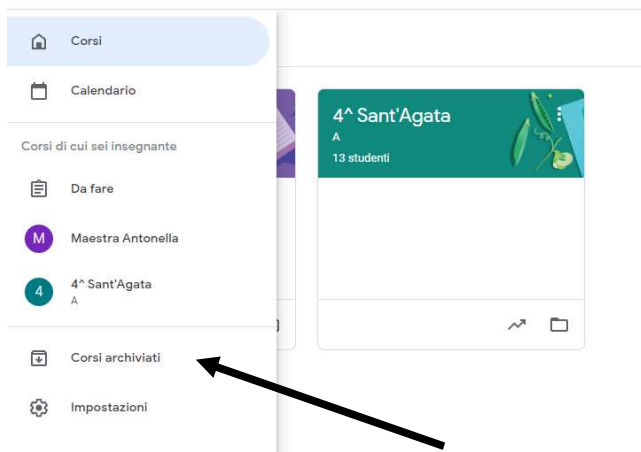 Corsi
Calendario
Corsi di cui sei insegnante
Da fare
M Maestra Antonella
4 4^ Sant'Agata
A
Corsi archiviati
Impostazioni
4^ Sant'Agata
A
13 studenti